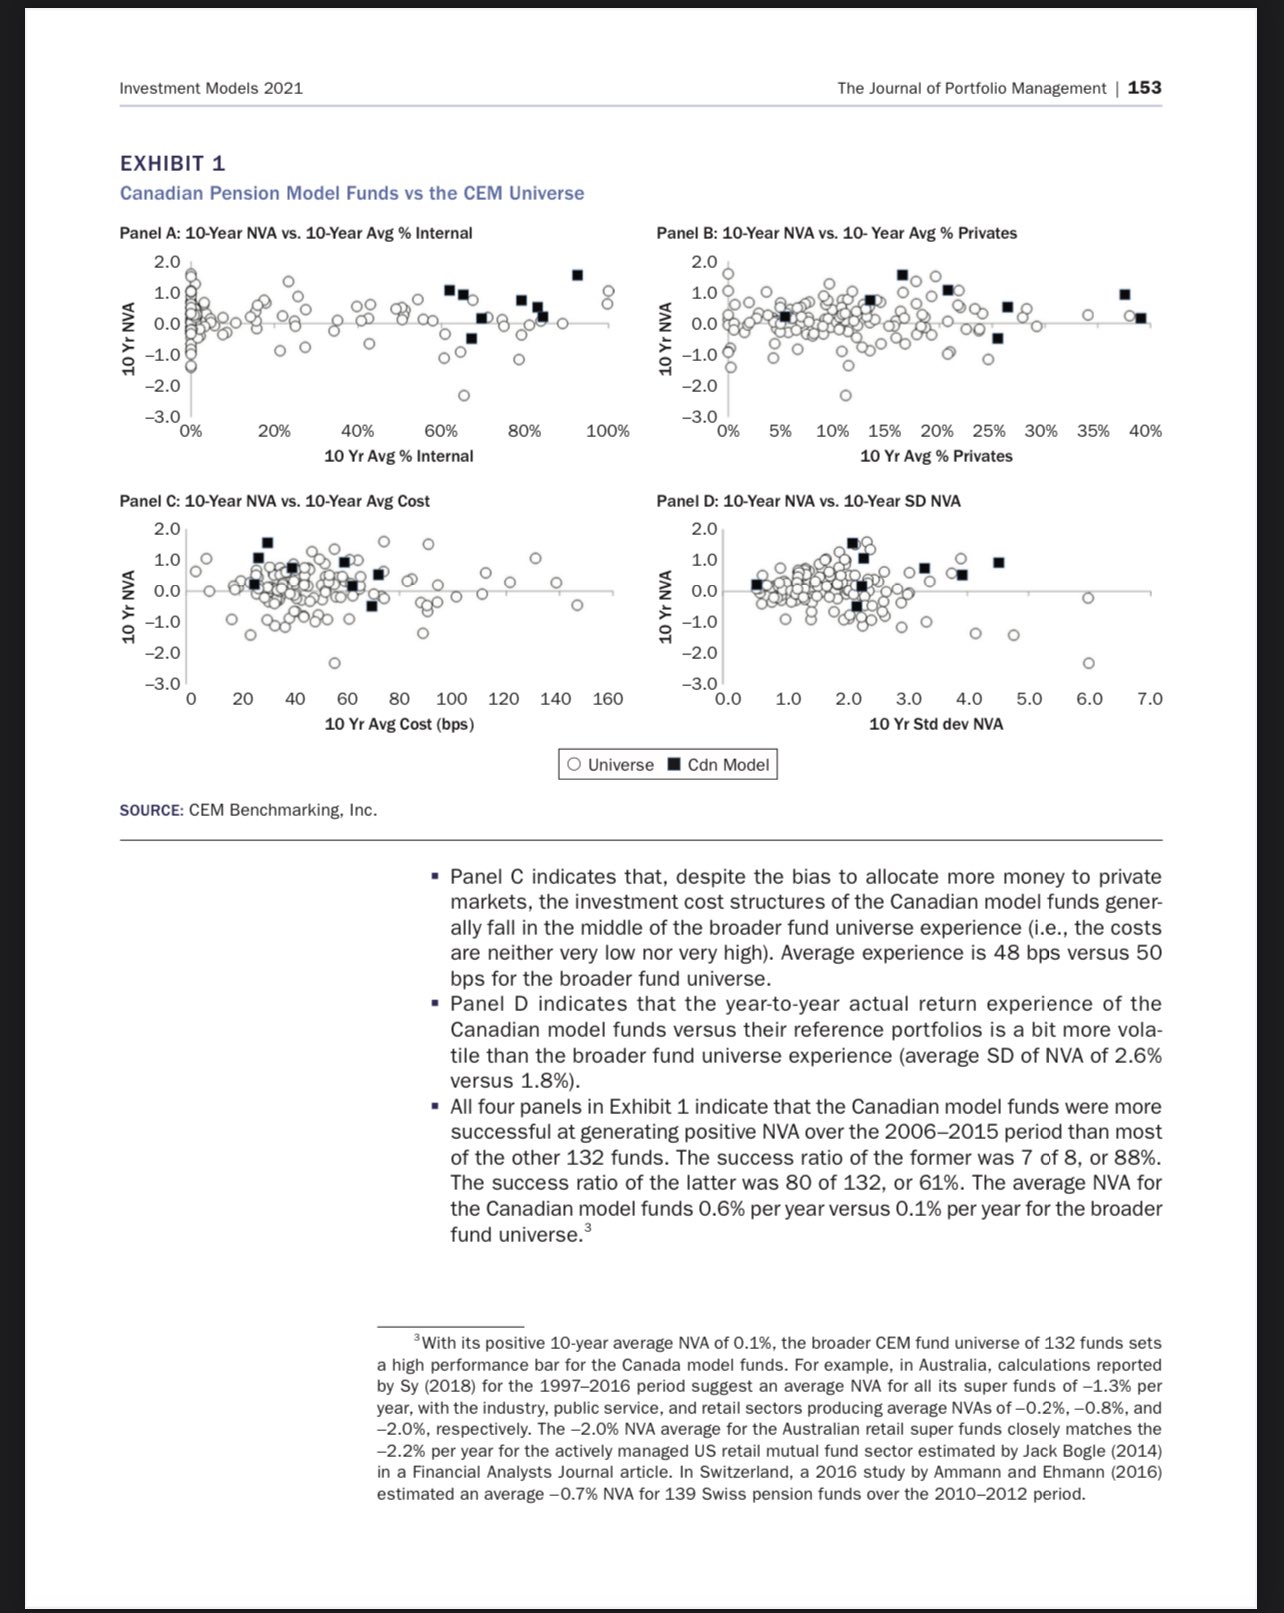 Investment Models 2021
The Journal of Portfolio Management | 153
EXHIBIT 1
Canadian Pension Model Funds vs the CEM Universe
Panel A: 10-Year NVA vs. 10-Year Avg % Internal
2.0
1.0
0.0
–1.0
–2.0
–3.0
10 Yr NVA
0% 20% 40% 60% 80% 100%
10 Yr Avg % Internal
Panel B: 10-Year NVA vs. 10- Year Avg % Privates
2.0
1.0
0.0
–1.0
–2.0
–3.0
10 Yr NVA
0% 5% 10% 15% 20% 25% 30% 35% 40%
10 Yr Avg % Privates
Panel C: 10-Year NVA vs. 10-Year Avg Cost
2.0
1.0
0.0
–1.0
–2.0
–3.0
10 Yr NVA
0 20 40 60 80 100 120 140 160
10 Yr Avg Cost (bps)
Panel D: 10-Year NVA vs. 10-Year SD NVA
2.0
1.0
0.0
–1.0
–2.0
–3.0
10 Yr NVA
0.0 1.0 2.0 3.0 4.0 5.0 6.0 7.0
10 Yr Std dev NVA
Universe Cdn Model
SOURCE: CEM Benchmarking, Inc.
▪ Panel C indicates that, despite the bias to allocate more money to private
markets, the investment cost structures of the Canadian model funds gener-
ally fall in the middle of the broader fund universe experience (i.e., the costs
are neither very low nor very high). Average experience is 48 bps versus 50
bps for the broader fund universe.
▪ Panel D indicates that the year-to-year actual return experience of the
Canadian model funds versus their reference portfolios is a bit more vola-
tile than the broader fund universe experience (average SD of NVA of 2.6%
versus 1.8%).
▪ All four panels in Exhibit 1 indicate that the Canadian model funds were more
successful at generating positive NVA over the 2006–2015 period than most
of the other 132 funds. The success ratio of the former was 7 of 8, or 88%.
The success ratio of the latter was 80 of 132, or 61%. The average NVA for
the Canadian model funds 0.6% per year versus 0.1% per year for the broader
fund universe.³
³With its positive 10-year average NVA of 0.1%, the broader CEM fund universe of 132 funds sets
a high performance bar for the Canada model funds. For example, in Australia, calculations reported
by Sy (2018) for the 1997–2016 period suggest an average NVA for all its super funds of –1.3% per
year, with the industry, public service, and retail sectors producing average NVAs of –0.2%, –0.8%, and
–2.0%, respectively. The –2.0% NVA average for the Australian retail super funds closely matches the
–2.2% per year for the actively managed US retail mutual fund sector estimated by Jack Bogle (2014)
in a Financial Analysts Journal article. In Switzerland, a 2016 study by Ammann and Ehmann (2016)
estimated an average –0.7% NVA for 139 Swiss pension funds over the 2010–2012 period.